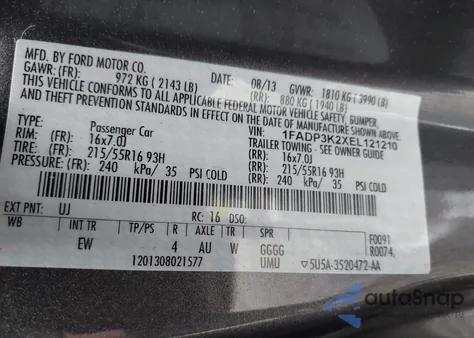 MFD. BY FORD MOTOR CO.
DATE: 08/13 GVWR: 1810 KG ( 3990 LB)
GAWR: (FR): 972 KG ( 2143 LB) (RR): 880 KG ( 1940 LB)
THIS VEHICLE CONFORMS TO ALL APPLICABLE FEDERAL MOTOR VEHICLE SAFETY, BUMPER
AND THEFT PREVENTION STANDARDS IN EFFECT ON THE DATE OF MANUFACTURE SHOWN ABOVE.
VIN: 1FADP3K2XEL121210
TYPE: Passenger Car TRAILER TOWING - SEE OWNER GUIDE
RIM: (FR): 16x7.0J (RR): 16x7.0J
TIRE: (FR): 215/55R16 93H (RR): 215/55R16 93H
PRESSURE: (FR): 240 kPa/ 35 PSI COLD (RR): 240 kPa/ 35 PSI COLD
EXT PNT: UJ RC: 16 DSO: F0091
WB INT TR TP/PS R AXLE TR SPR R0074
EW 4 AU W GGGG
1201308021577 UMU ▽ 5U5A-3520472-AA
autoSnap
POWERED BY